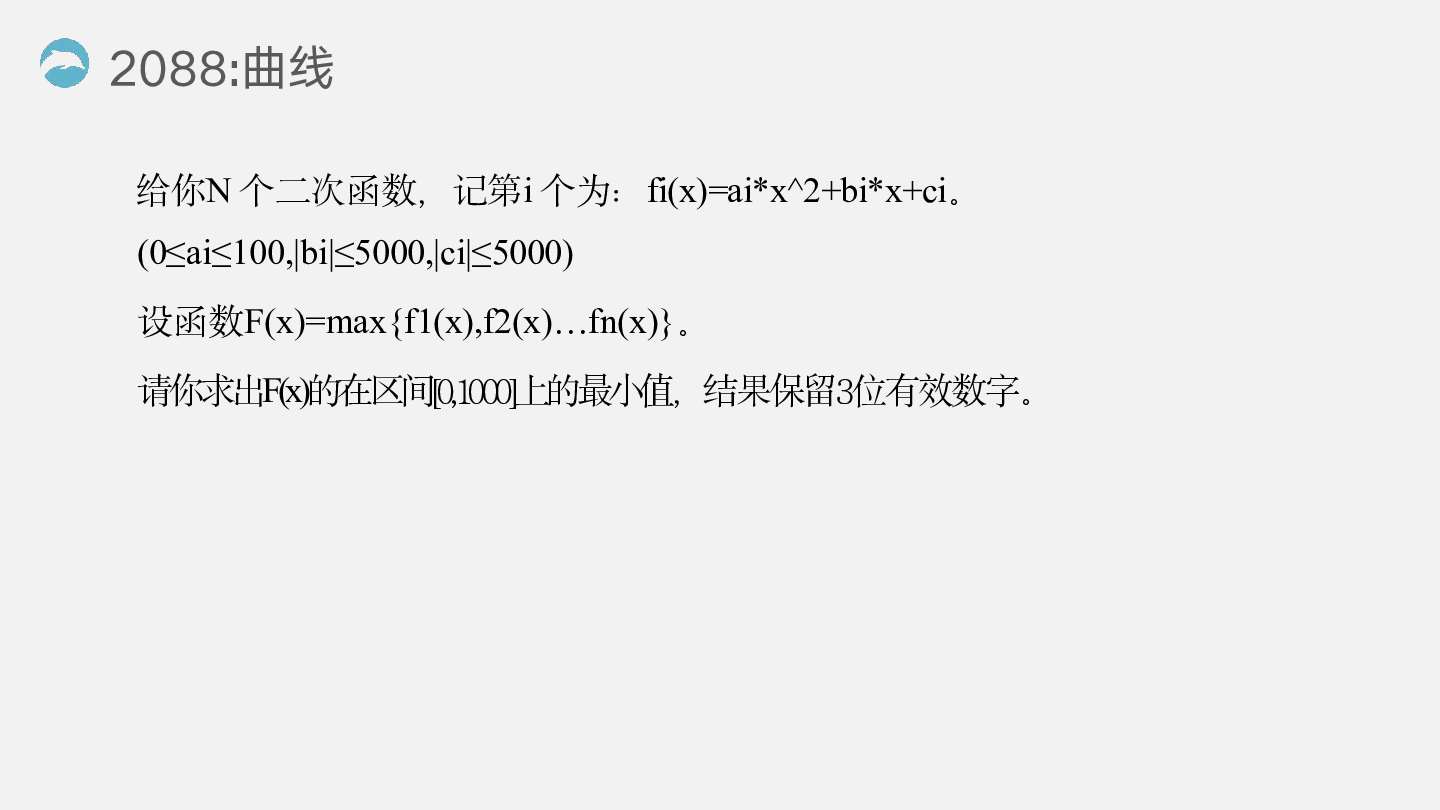 2088:曲线
给你N 个二次函数，记第i 个为：fi(x)=ai*x^2+bi*x+ci。
(0≤ai≤100,|bi|≤5000,|ci|≤5000)
设函数F(x)=max{f1(x),f2(x)…fn(x)}。
请你求出F(x)的在区间[0,1000]上的最小值，结果保留3位有效数字。